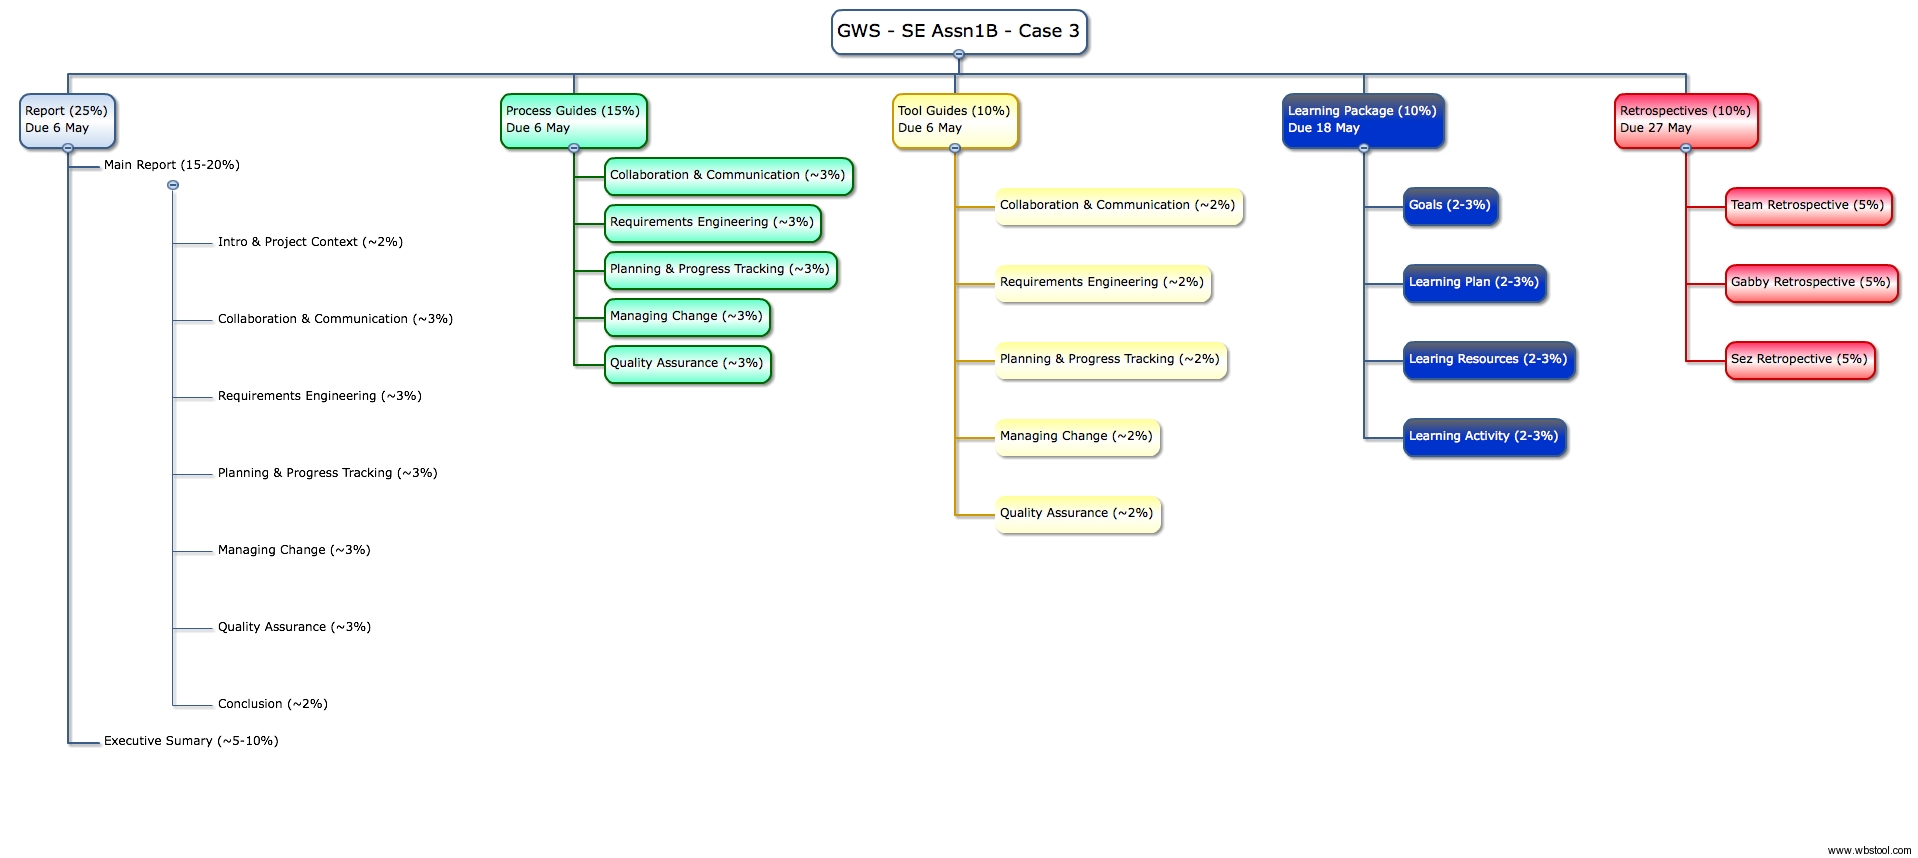 GWS - SE Assn1B - Case 3
Report (25%)
Due 6 May
Main Report (15-20%)
Intro & Project Context (~2%)
Collaboration & Communication (~3%)
Requirements Engineering (~3%)
Planning & Progress Tracking (~3%)
Managing Change (~3%)
Quality Assurance (~3%)
Conclusion (~2%)
Executive Sumary (~5-10%)
Process Guides (15%)
Due 6 May
Collaboration & Communication (~3%)
Requirements Engineering (~3%)
Planning & Progress Tracking (~3%)
Managing Change (~3%)
Quality Assurance (~3%)
Tool Guides (10%)
Due 6 May
Collaboration & Communication (~2%)
Requirements Engineering (~2%)
Planning & Progress Tracking (~2%)
Managing Change (~2%)
Quality Assurance (~2%)
Learning Package (10%)
Due 18 May
Goals (2-3%)
Learning Plan (2-3%)
Learing Resources (2-3%)
Learning Activity (2-3%)
Retrospectives (10%)
Due 27 May
Team Retrospective (5%)
Gabby Retrospective (5%)
Sez Retropective (5%)
www.wbstool.com